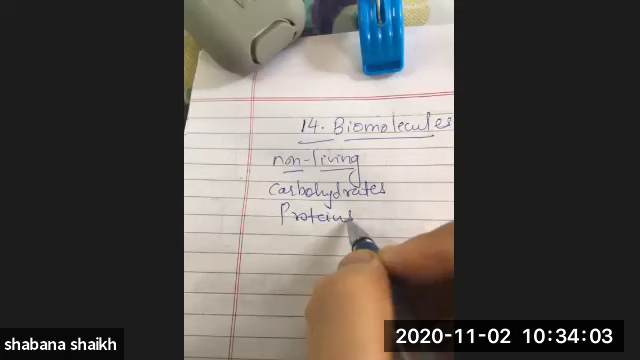 14. Biomolecules
non-living
Carbohydrates
Proteins
shabana shaikh
2020-11-02 10:34:03